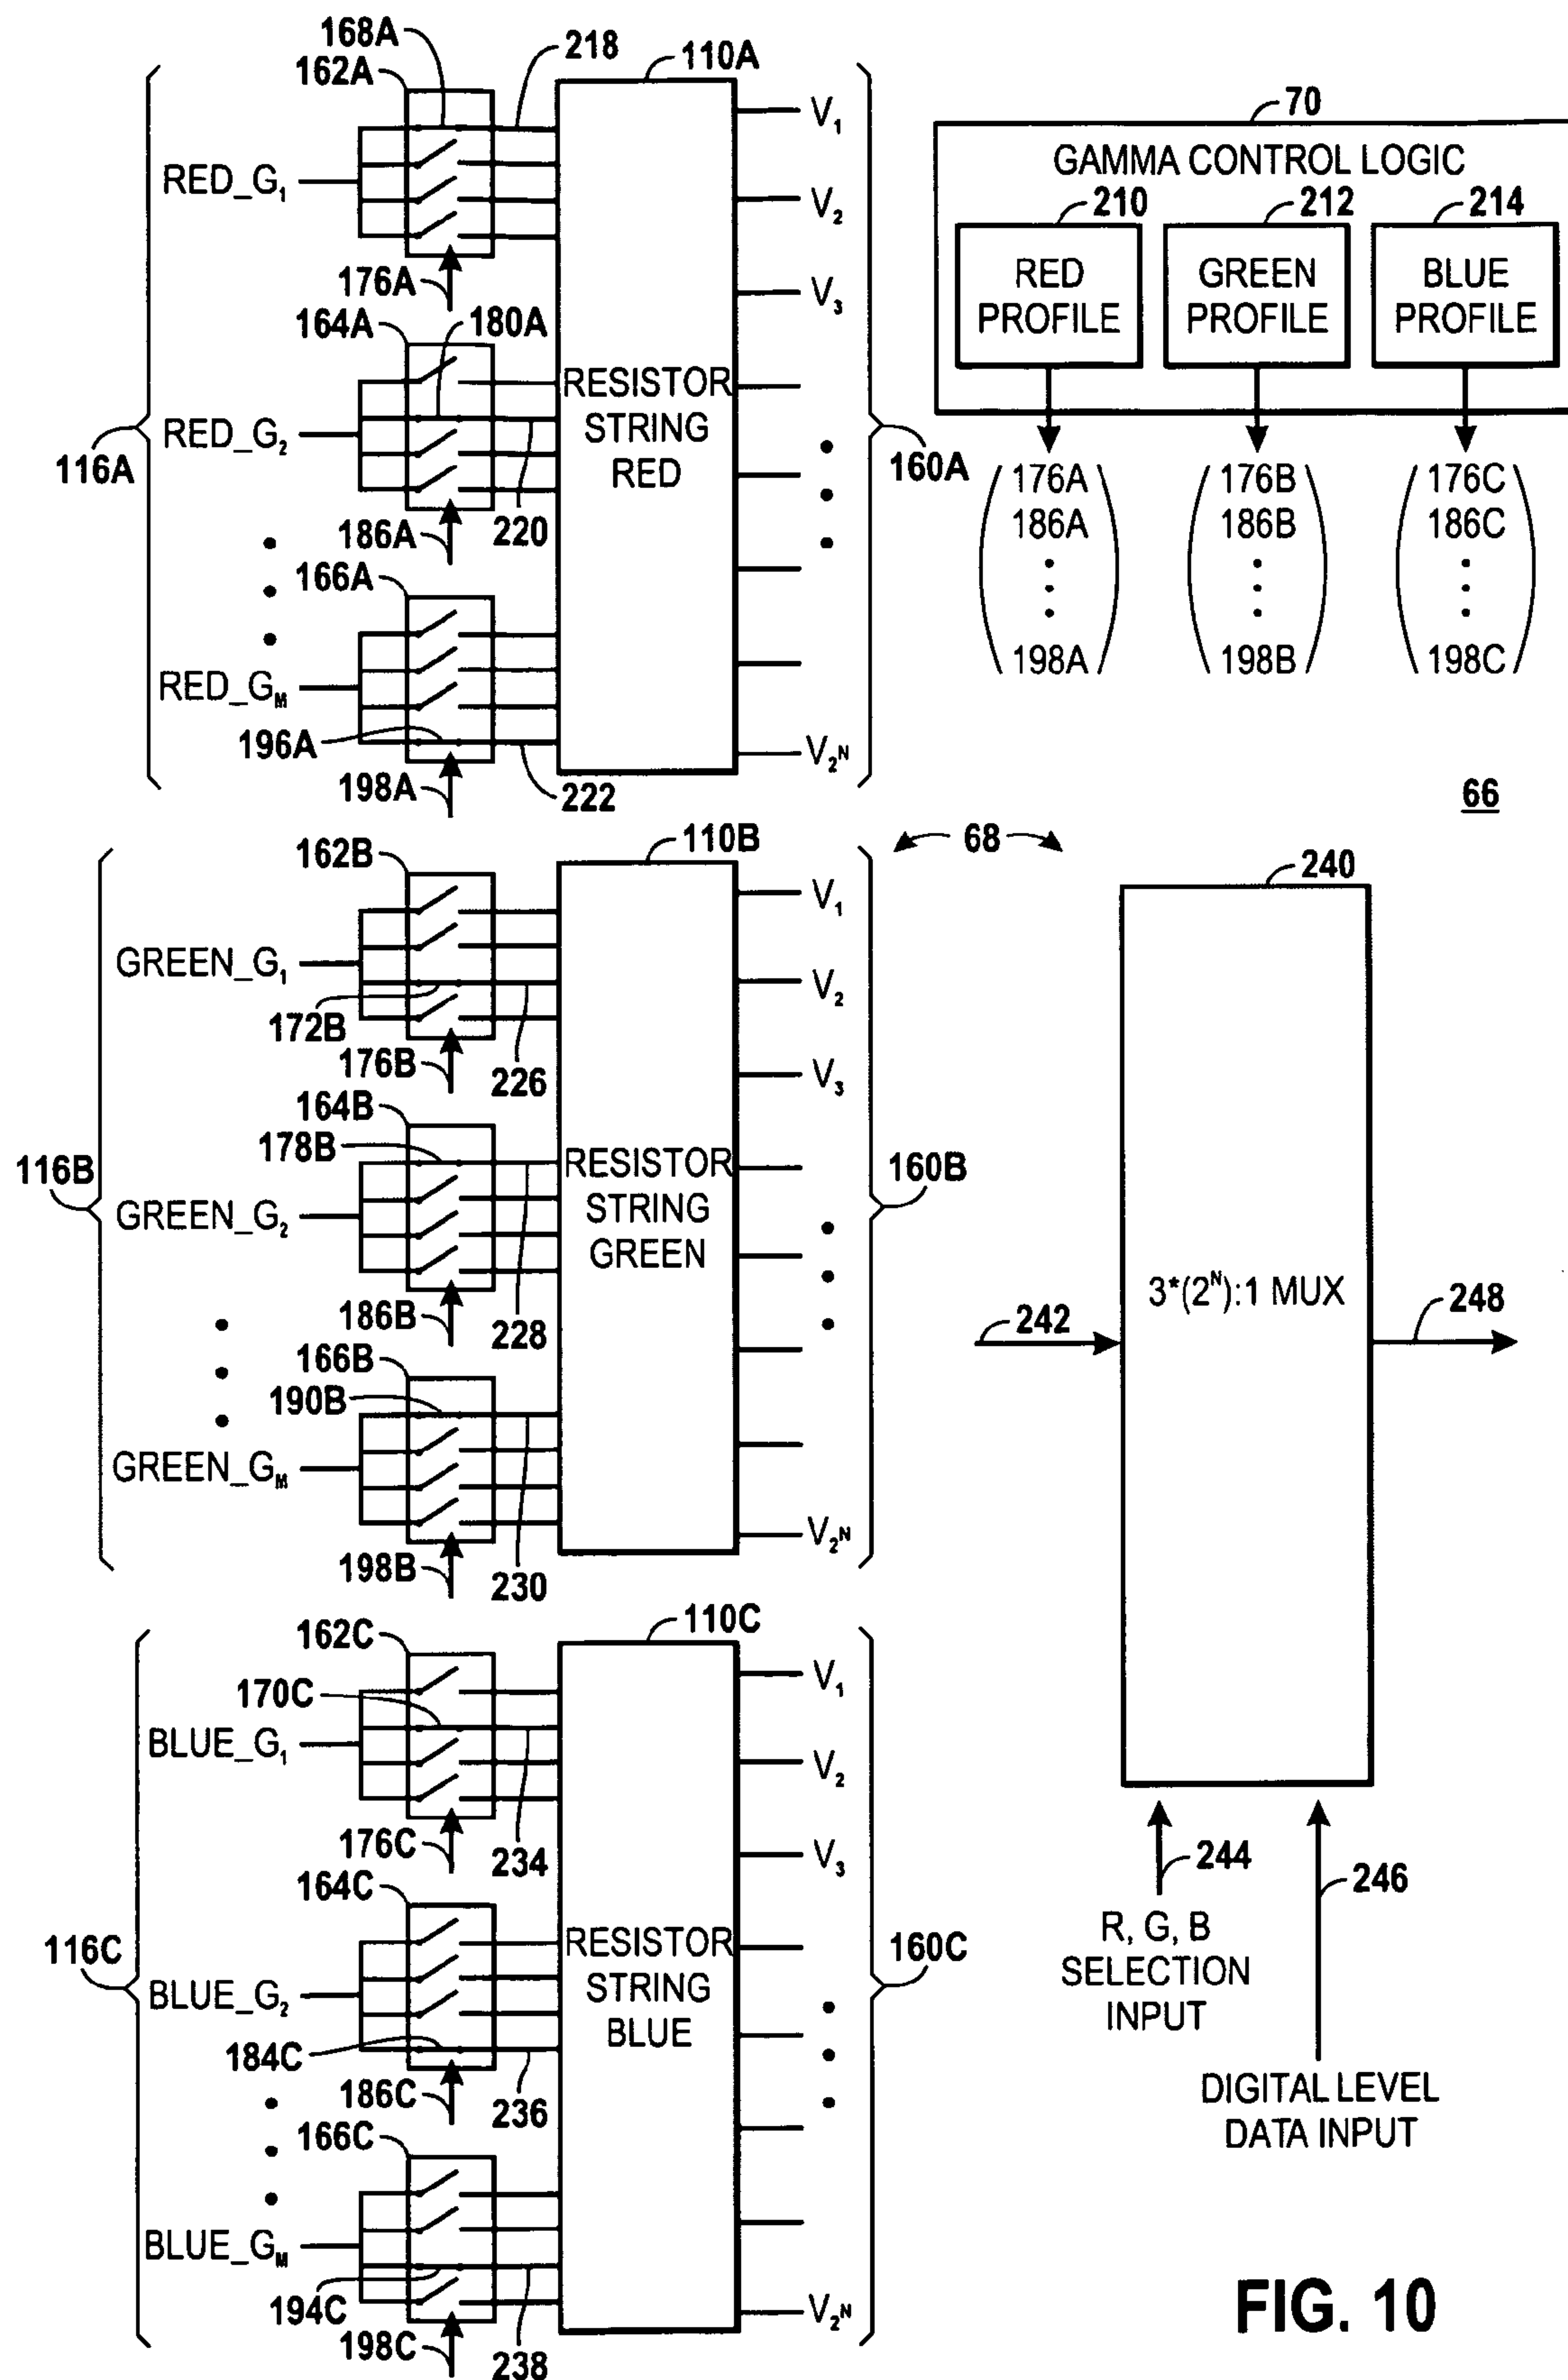 168A
162A
218
110A
RED_G₁
176A
164A
180A
RED_G₂
116A
186A
220
166A
RED_G_M
196A
198A
222
RESISTOR
STRING
RED
V₁
V₂
V₃
V₂ᴺ
160A
70
GAMMA CONTROL LOGIC
210
212
214
RED
PROFILE
GREEN
PROFILE
BLUE
PROFILE
176A
186A
198A
176B
186B
198B
176C
186C
198C
66
68
162B
110B
GREEN_G₁
172B
176B
226
164B
178B
116B
GREEN_G₂
186B
228
166B
190B
GREEN_G_M
198B
230
RESISTOR
STRING
GREEN
V₁
V₂
V₃
V₂ᴺ
160B
240
3*(2ᴺ):1 MUX
242
248
244
246
R, G, B
SELECTION
INPUT
DIGITAL LEVEL
DATA INPUT
162C
110C
170C
BLUE_G₁
176C
234
164C
116C
BLUE_G₂
184C
186C
236
166C
BLUE_G_M
194C
198C
238
RESISTOR
STRING
BLUE
V₁
V₂
V₃
V₂ᴺ
160C
FIG. 10